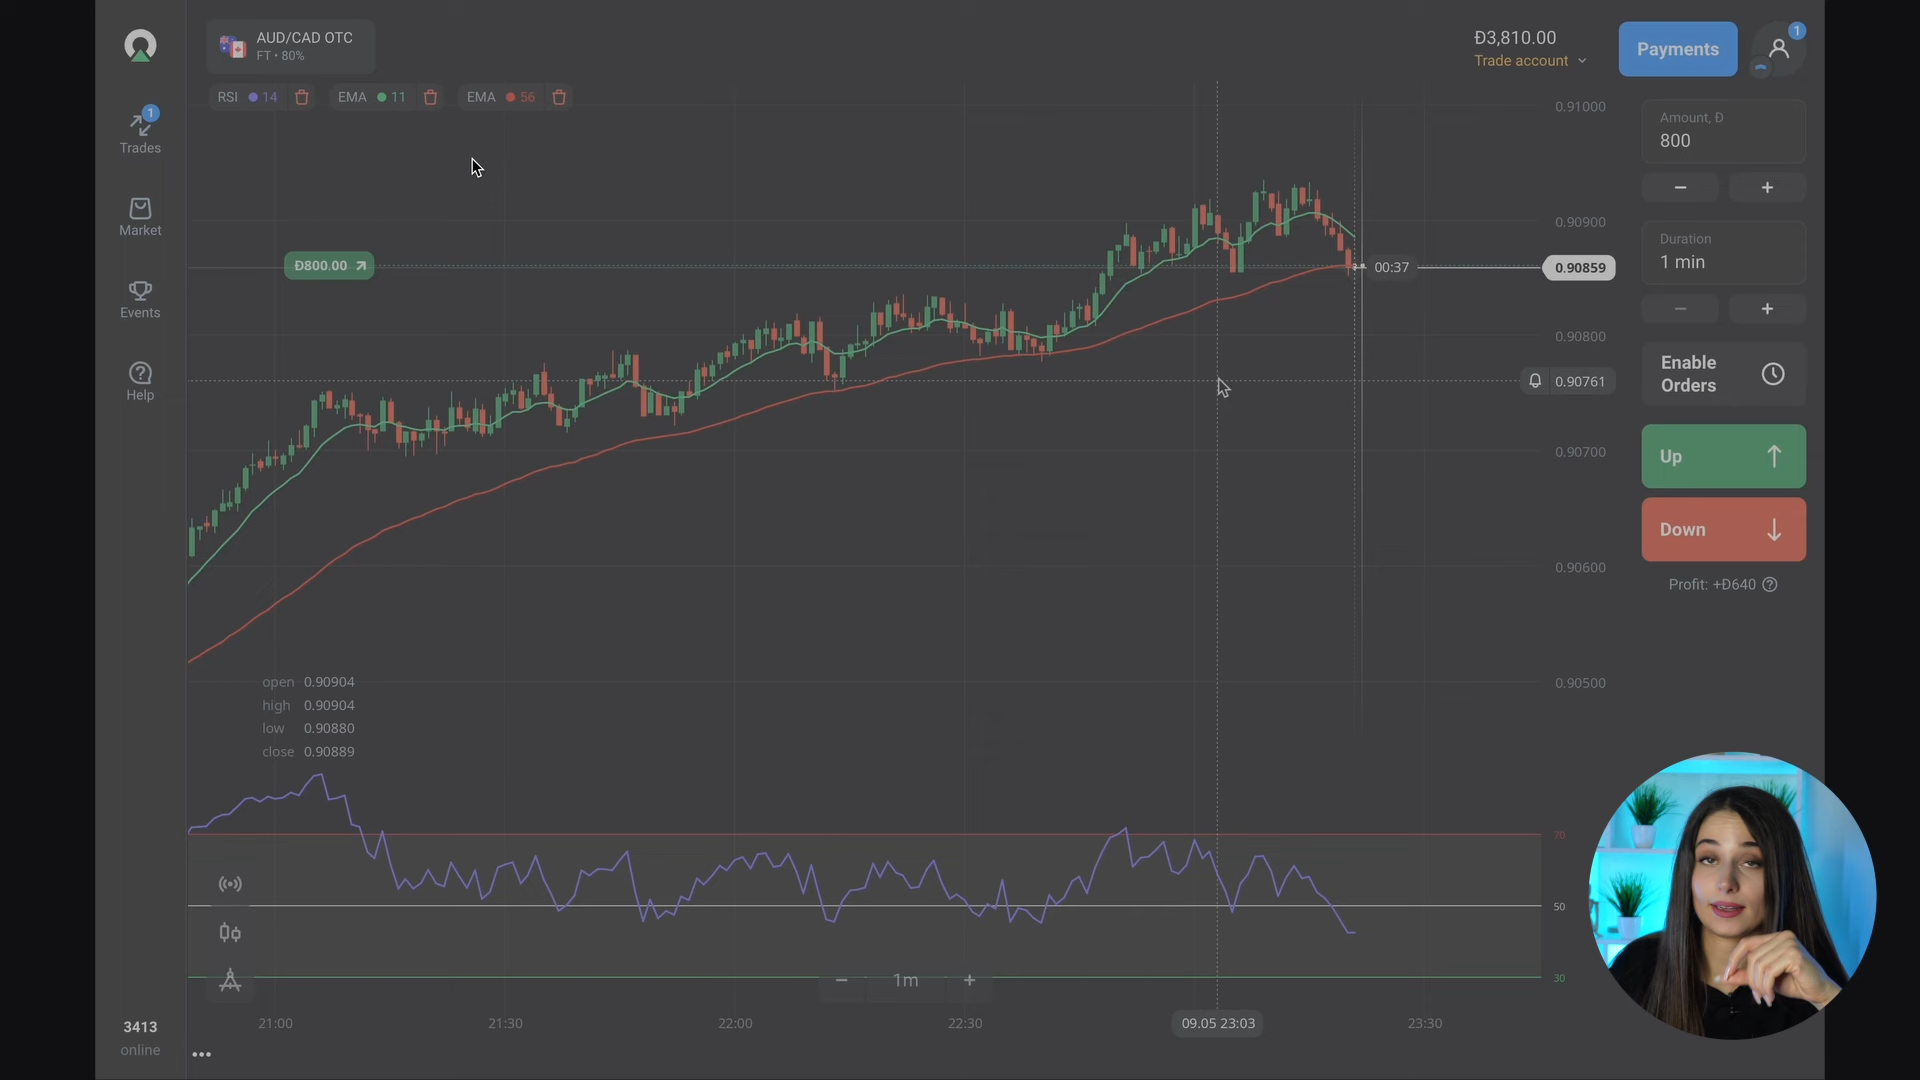 AUD/CAD OTC
FT • 80%
Đ3,810.00
Trade account
Payments
1
RSI 14
EMA 11
EMA 56
1
Trades
Market
Events
Help
3413
online
Đ800.00
00:37
0.91000
0.90900
0.90859
0.90800
0.90761
0.90700
0.90600
0.90500
Amount, Đ
800
−
+
Duration
1 min
−
+
Enable
Orders
Up
Down
Profit: +Đ640
open 0.90904
high 0.90904
low 0.90880
close 0.90889
70
50
30
− 1m +
21:00
21:30
22:00
22:30
09.05 23:03
23:30